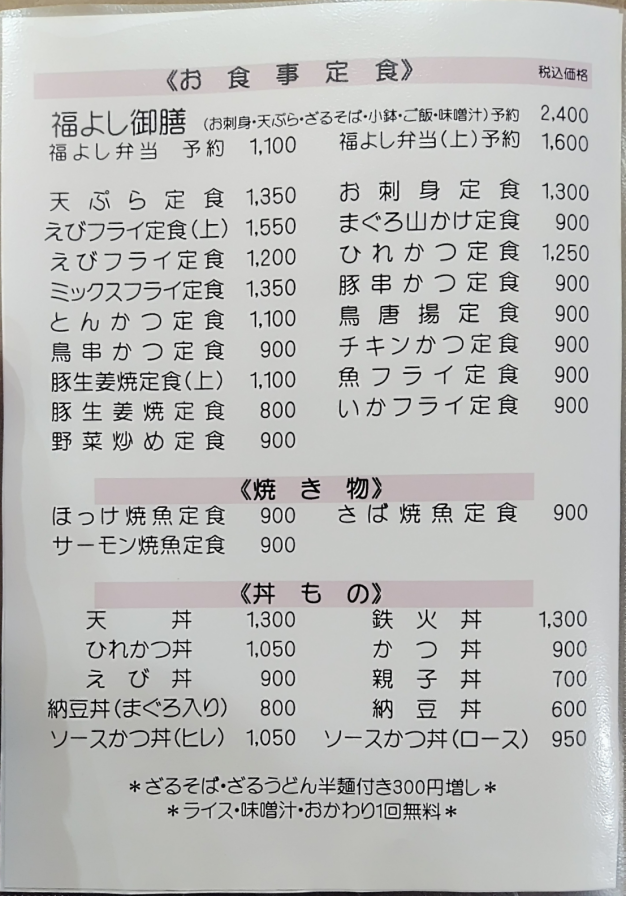 《お食事定食》 税込価格
福よし御膳 (お刺身・天ぷら・ざるそば・小鉢・ご飯・味噌汁)予約 2,400
福よし弁当 予約 1,100 福よし弁当(上)予約 1,600
天ぷら定食 1,350 お刺身定食 1,300
えびフライ定食(上) 1,550 まぐろ山かけ定食 900
えびフライ定食 1,200 ひれかつ定食 1,250
ミックスフライ定食 1,350 豚串かつ定食 900
とんかつ定食 1,100 鳥唐揚定食 900
鳥串かつ定食 900 チキンかつ定食 900
豚生姜焼定食(上) 1,100 魚フライ定食 900
豚生姜焼定食 800 いかフライ定食 900
野菜炒め定食 900
《焼き物》
ほっけ焼魚定食 900 さば焼魚定食 900
サーモン焼魚定食 900
《丼もの》
天丼 1,300 鉄火丼 1,300
ひれかつ丼 1,050 かつ丼 900
えび丼 900 親子丼 700
納豆丼(まぐろ入り) 800 納豆丼 600
ソースかつ丼(ヒレ) 1,050 ソースかつ丼(ロース) 950
＊ざるそば・ざるうどん半麺付き300円増し＊
＊ライス・味噌汁・おかわり1回無料＊